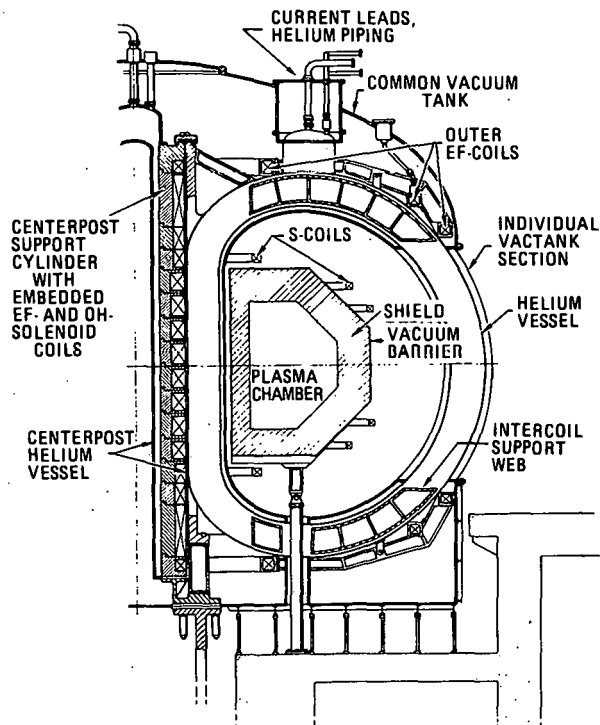 CURRENT LEADS,
HELIUM PIPING
COMMON VACUUM
TANK
OUTER
EF-COILS
CENTERPOST
SUPPORT
CYLINDER
WITH
EMBEDDED
EF- AND OH-
SOLENOID
COILS
S-COILS
INDIVIDUAL
VACTANK
SECTION
HELIUM
VESSEL
SHIELD
VACUUM
BARRIER
PLASMA
CHAMBER
CENTERPOST
HELIUM
VESSEL
INTERCOIL
SUPPORT
WEB